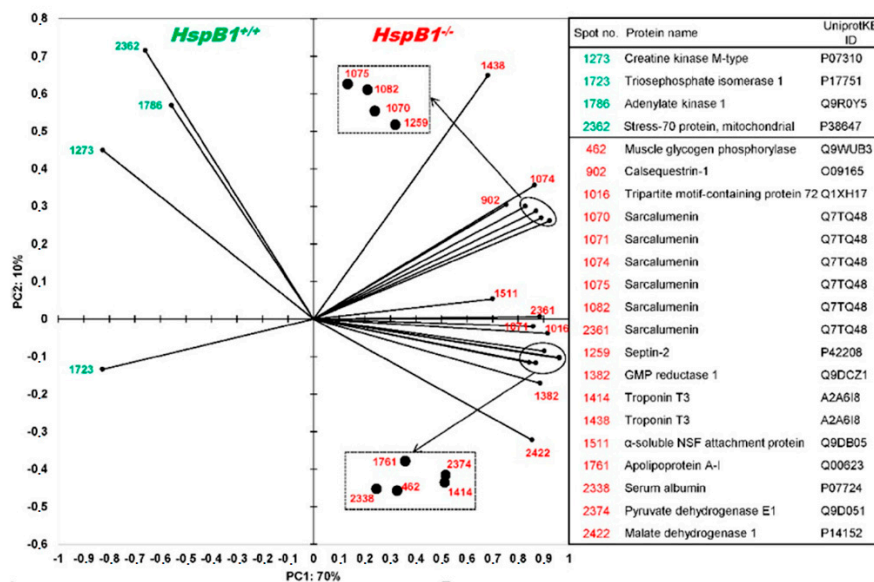 HspB1+/+
HspB1-/-
2362
1786
1273
1723
1075
1082
1070
1259
1438
1074
902
1511
2361
1071
1016
1382
2422
1761
2374
2338
462
1414
PC2: 10%
0,8
0,7
0,6
0,5
0,4
0,3
0,2
0,1
0
-0,1
-0,2
-0,3
-0,4
-0,5
-0,6
-1 -0,9 -0,8 -0,7 -0,6 -0,5 -0,4 -0,3 -0,2 -0,1 0 0,1 0,2 0,3 0,4 0,5 0,6 0,7 0,8 0,9 1
PC1: 70%
Spot no. Protein name UniprotKB ID
1273 Creatine kinase M-type P07310
1723 Triosephosphate isomerase 1 P17751
1786 Adenylate kinase 1 Q9R0Y5
2362 Stress-70 protein, mitochondrial P38647
462 Muscle glycogen phosphorylase Q9WUB3
902 Calsequestrin-1 O09165
1016 Tripartite motif-containing protein 72 Q1XH17
1070 Sarcalumenin Q7TQ48
1071 Sarcalumenin Q7TQ48
1074 Sarcalumenin Q7TQ48
1075 Sarcalumenin Q7TQ48
1082 Sarcalumenin Q7TQ48
2361 Sarcalumenin Q7TQ48
1259 Septin-2 P42208
1382 GMP reductase 1 Q9DCZ1
1414 Troponin T3 A2A6I8
1438 Troponin T3 A2A6I8
1511 α-soluble NSF attachment protein Q9DB05
1761 Apolipoprotein A-I Q00623
2338 Serum albumin P07724
2374 Pyruvate dehydrogenase E1 Q9D051
2422 Malate dehydrogenase 1 P14152